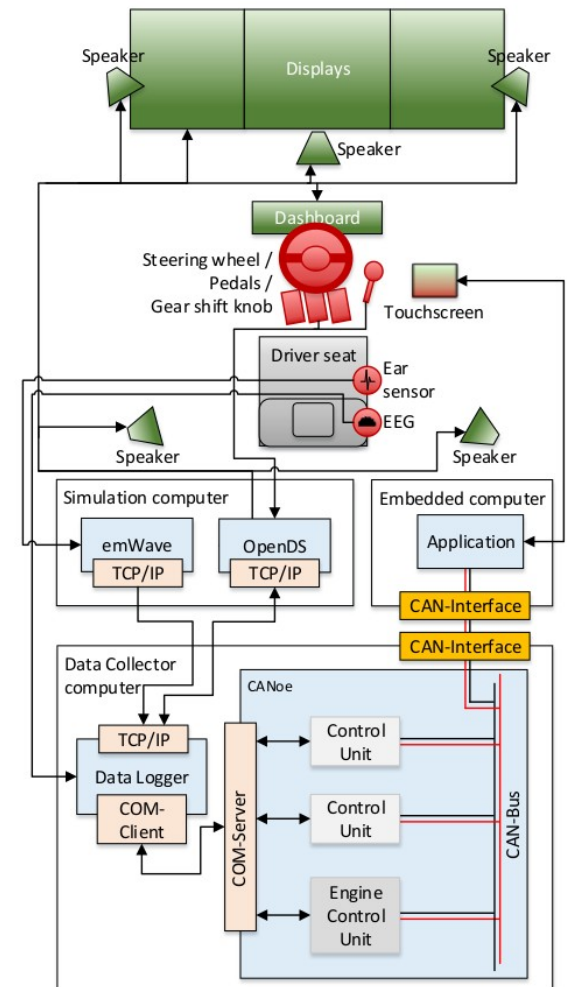 Speaker
Speaker
Displays
Speaker
Dashboard
Steering wheel /
Pedals /
Gear shift knob
Touchscreen
Driver seat
Ear
sensor
EEG
Speaker
Speaker
Simulation computer
Embedded computer
emWave
OpenDS
Application
TCP/IP
TCP/IP
CAN-Interface
CAN-Interface
Data Collector
computer
CANoe
TCP/IP
Control
Unit
Data Logger
COM-
Client
COM-Server
Control
Unit
CAN-Bus
Engine
Control
Unit